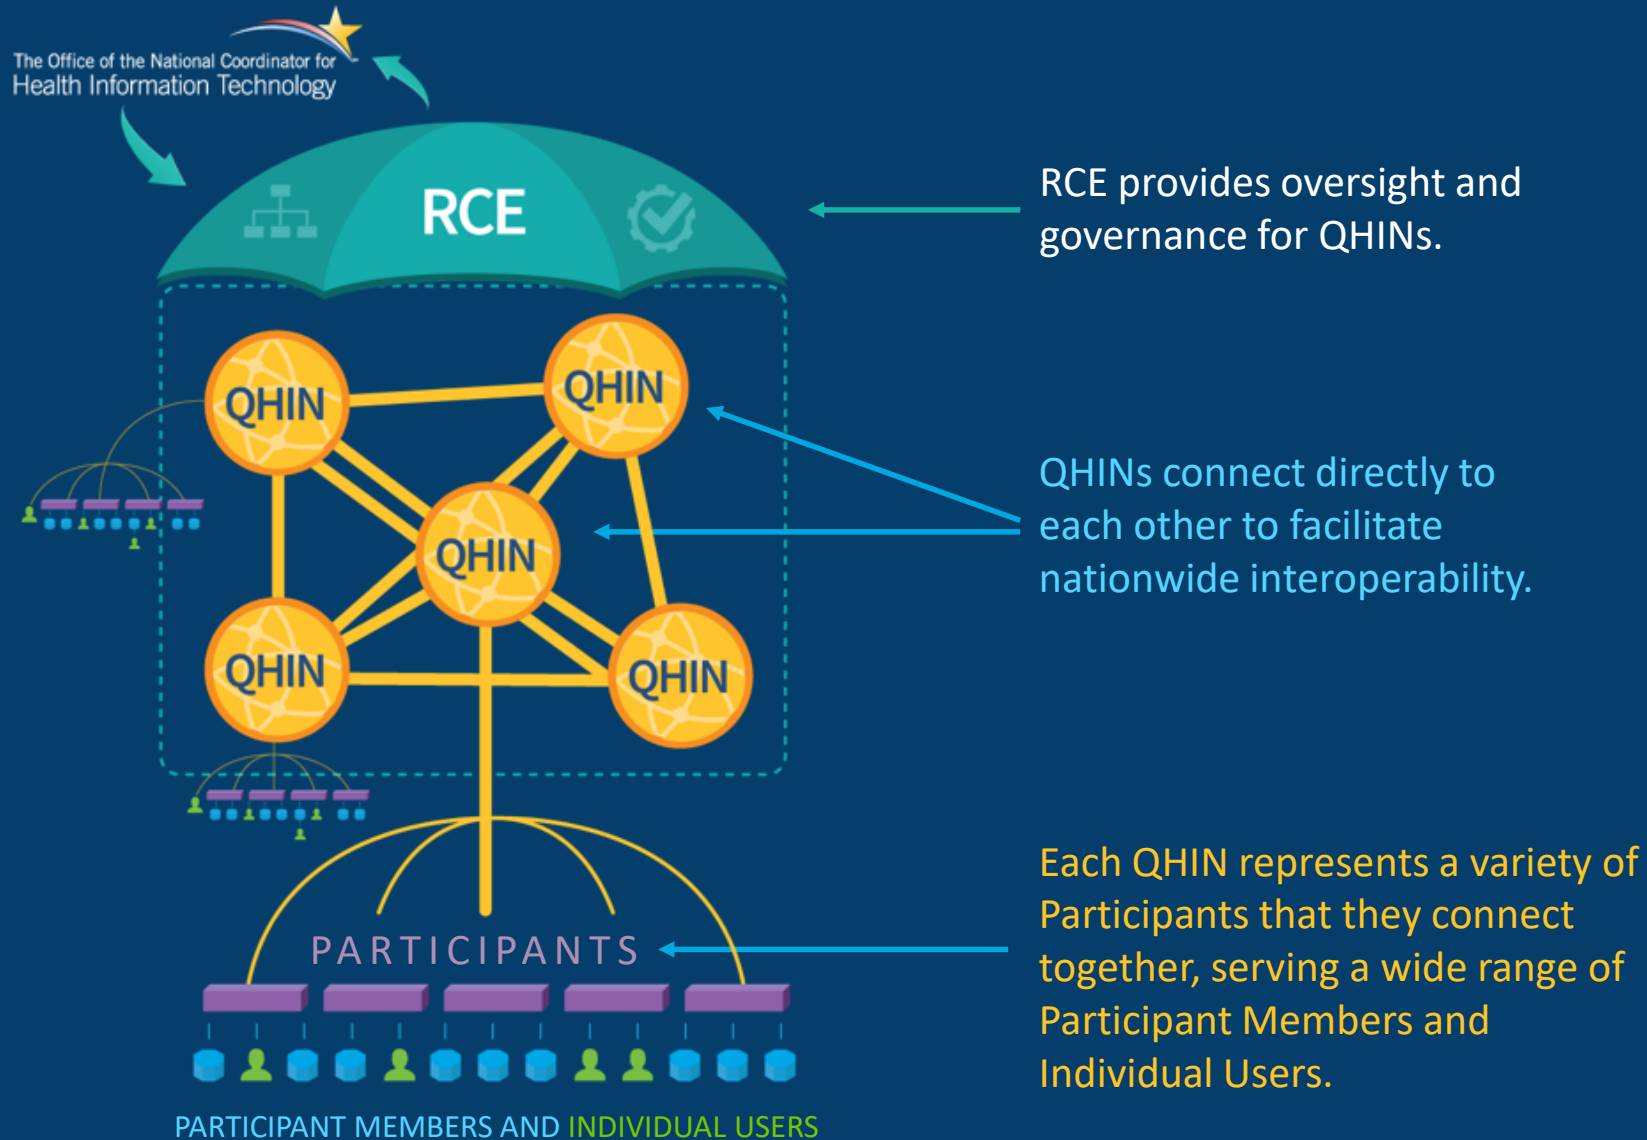 The Office of the National Coordinator for
Health Information Technology
RCE
RCE provides oversight and
governance for QHINs.
QHIN
QHIN
QHIN
QHIN
QHIN
QHINs connect directly to
each other to facilitate
nationwide interoperability.
Each QHIN represents a variety of
Participants that they connect
together, serving a wide range of
Participant Members and
Individual Users.
PARTICIPANTS
PARTICIPANT MEMBERS AND INDIVIDUAL USERS